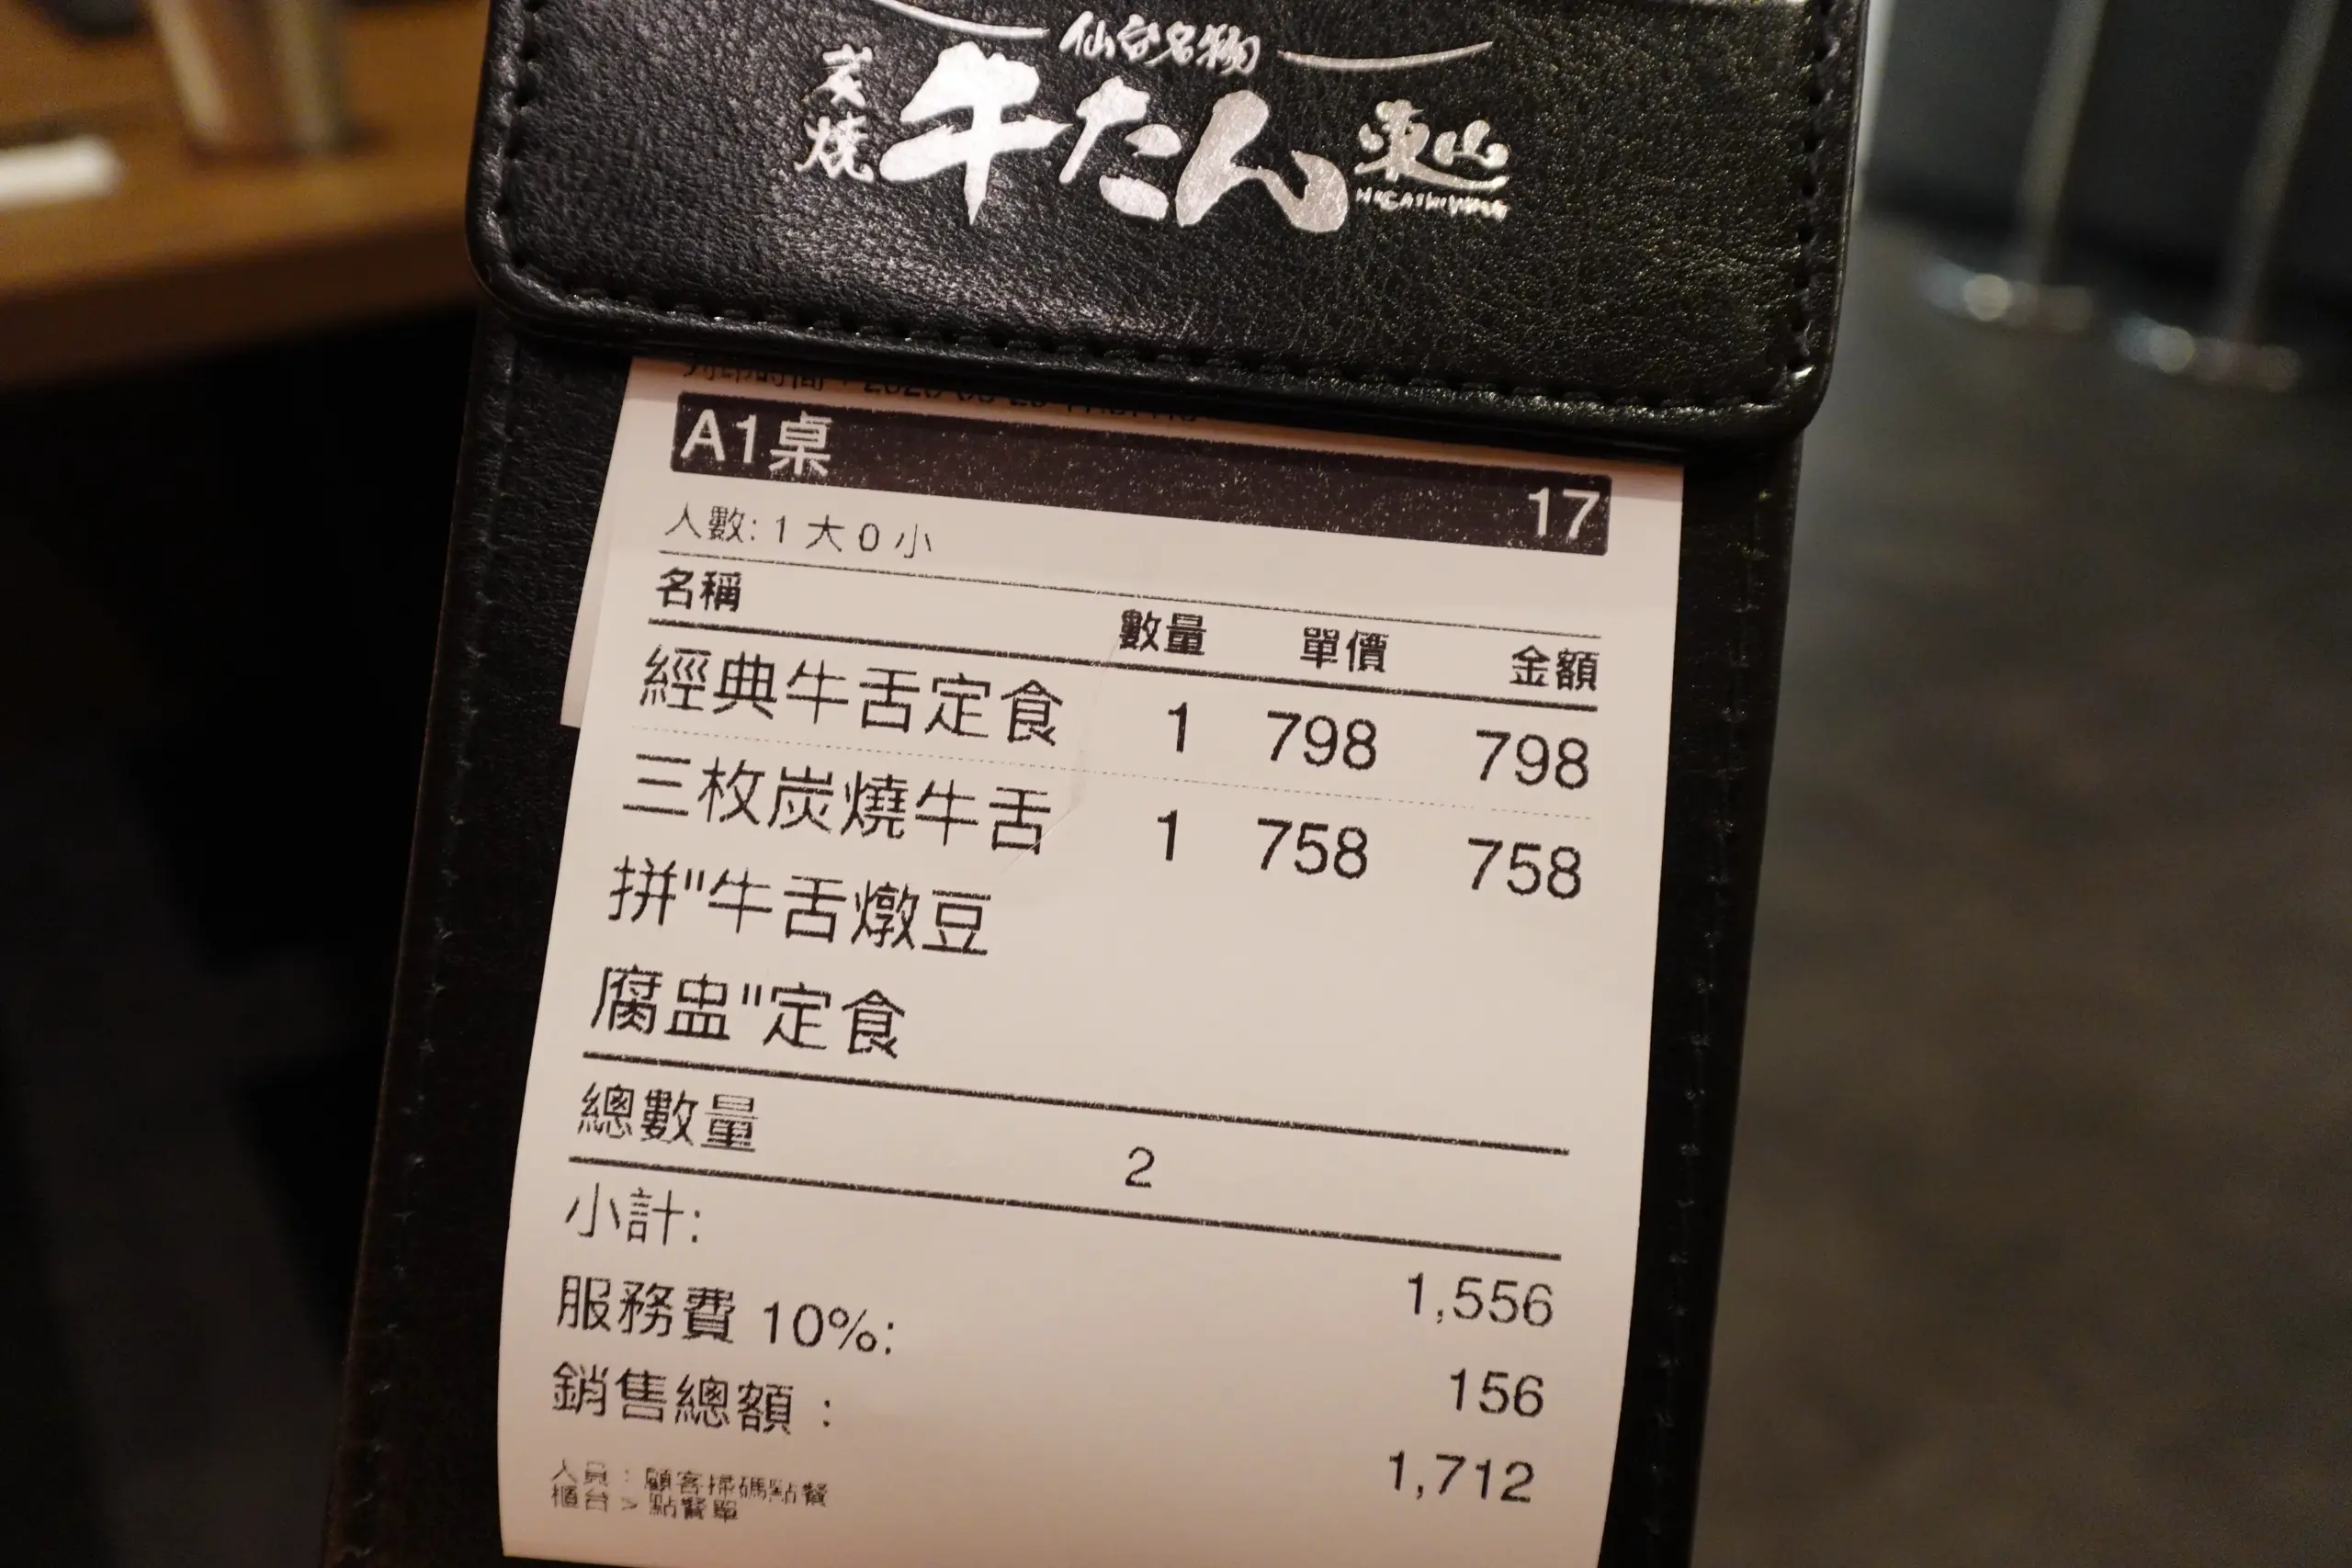 仙台名物
炭焼 牛たん 東山
HIGASHIYAMA
A1桌 17
人數: 1 大 0 小
名稱 數量 單價 金額
經典牛舌定食 1 798 798
三枚炭燒牛舌 1 758 758
拼"牛舌燉豆
腐盅"定食
總數量 2
小計: 1,556
服務費 10%: 156
銷售總額 : 1,712
人員 : 顧客掃碼點餐
櫃台 > 點餐單